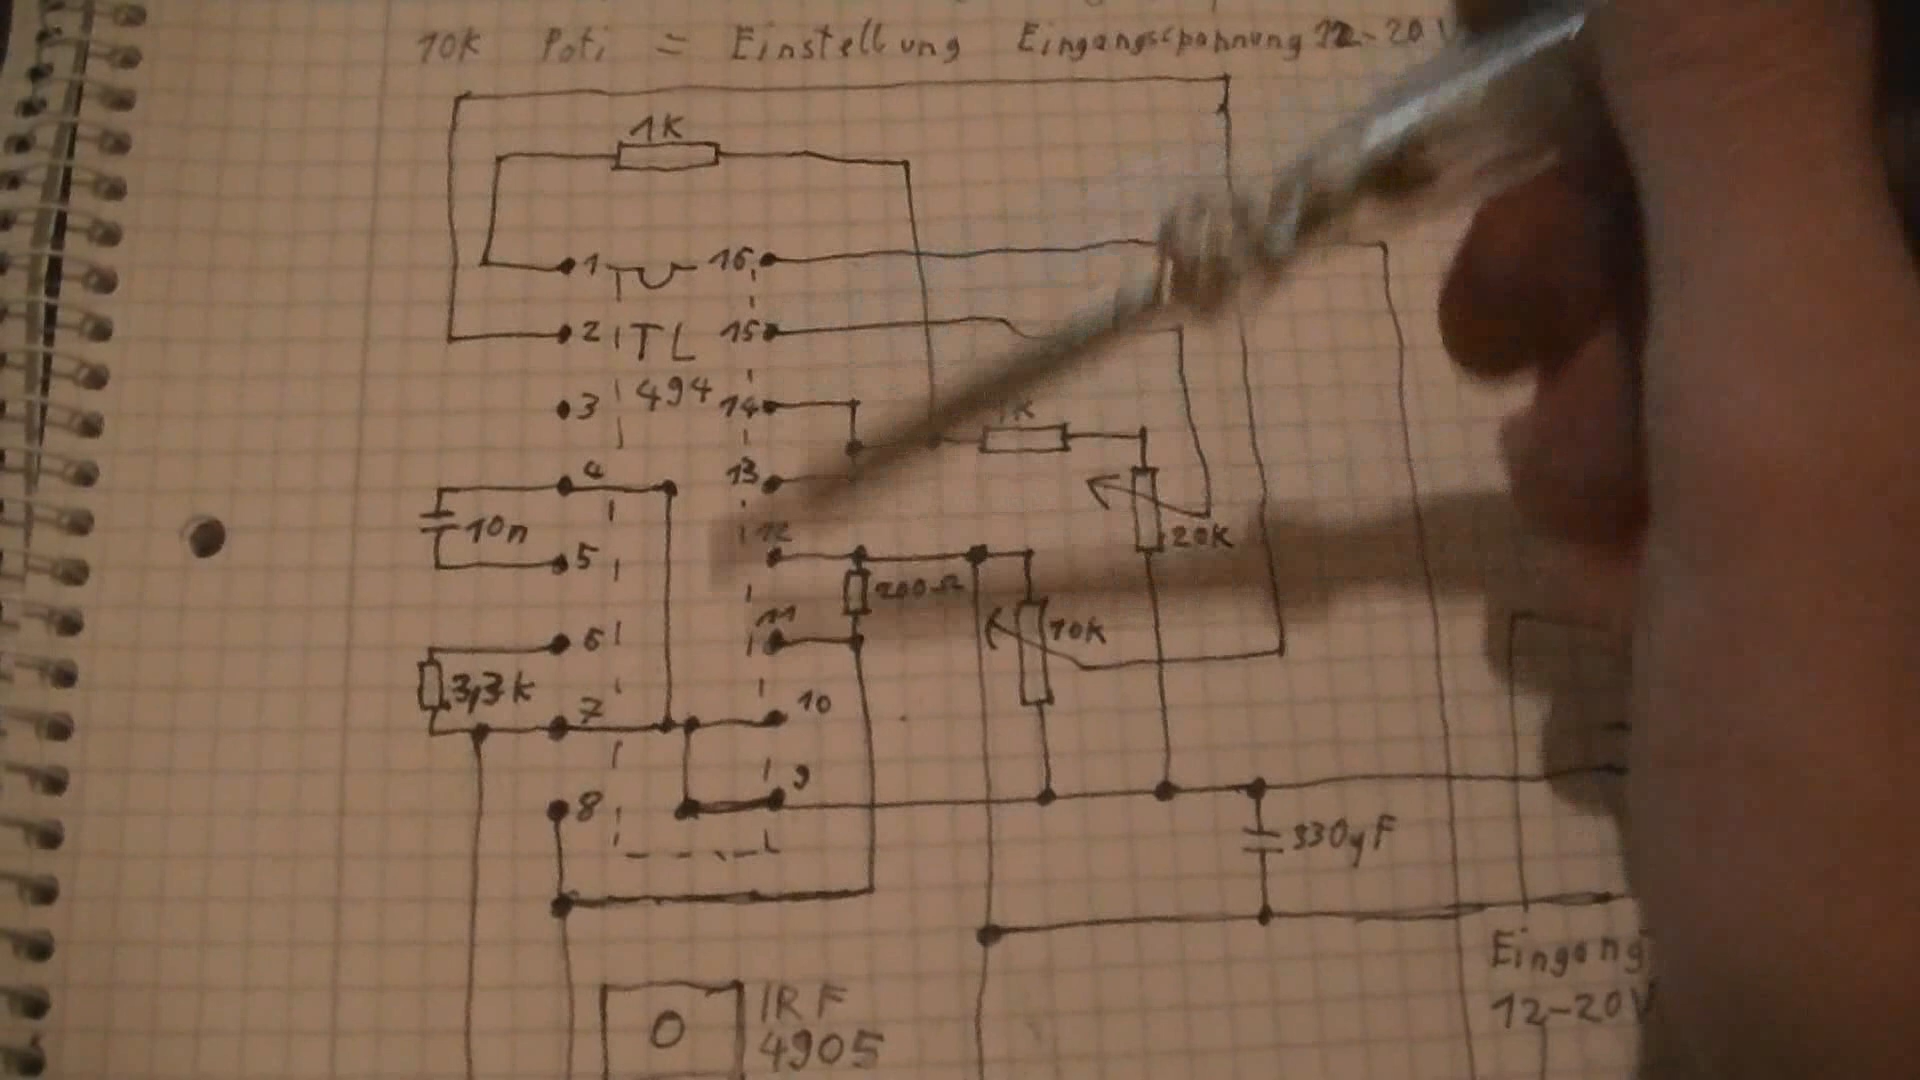 10K Poti = Einstellung Eingangsspannung 12-20V
1K
1 16
2 TL 15
3 494 14
1K
4 13
10n
12
20K
5
200Ω
11
6
10K
3,3K
10
7
9
8
330µF
Eingang
12-20V
IRF
4905